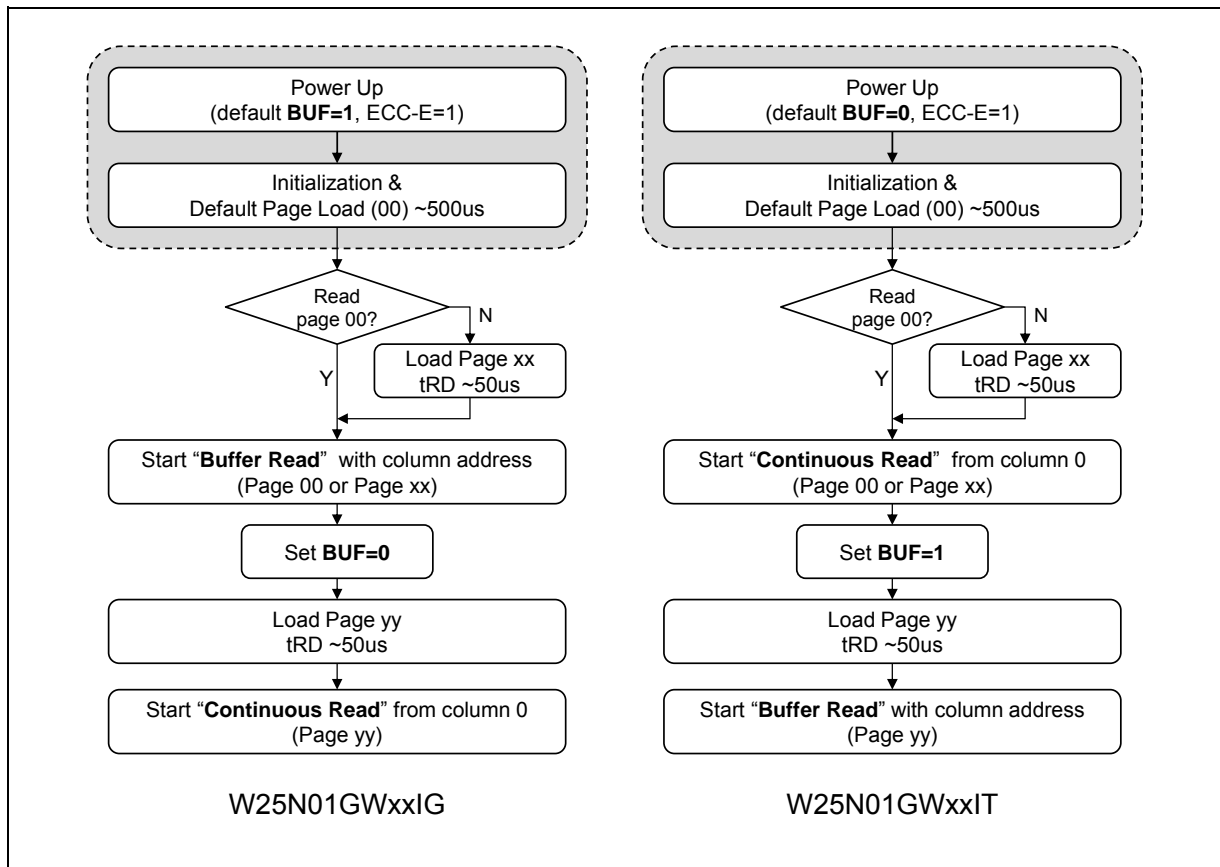 Power Up
(default BUF=1, ECC-E=1)
Initialization &
Default Page Load (00) ~500us
Read
page 00?
N
Load Page xx
tRD ~50us
Y
Start “Buffer Read” with column address
(Page 00 or Page xx)
Set BUF=0
Load Page yy
tRD ~50us
Start “Continuous Read” from column 0
(Page yy)
W25N01GWxxIG
Power Up
(default BUF=0, ECC-E=1)
Initialization &
Default Page Load (00) ~500us
Read
page 00?
N
Load Page xx
tRD ~50us
Y
Start “Continuous Read” from column 0
(Page 00 or Page xx)
Set BUF=1
Load Page yy
tRD ~50us
Start “Buffer Read” with column address
(Page yy)
W25N01GWxxIT